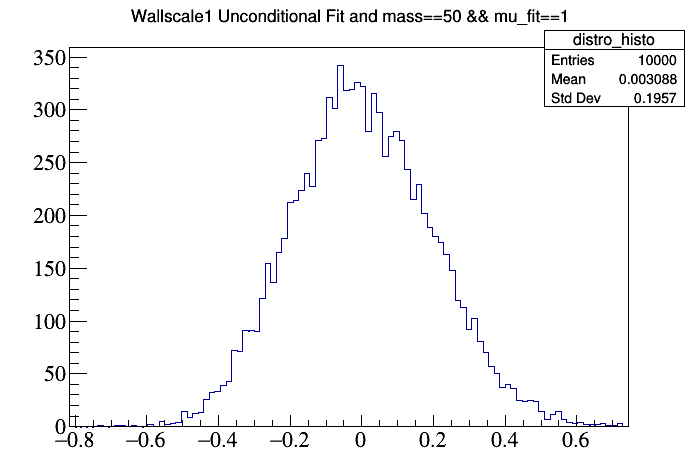 Wallscale1 Unconditional Fit and mass==50 && mu_fit==1
distro_histo
Entries 10000
Mean 0.003088
Std Dev 0.1957
350
300
250
200
150
100
50
0
−0.8 −0.6 −0.4 −0.2 0 0.2 0.4 0.6